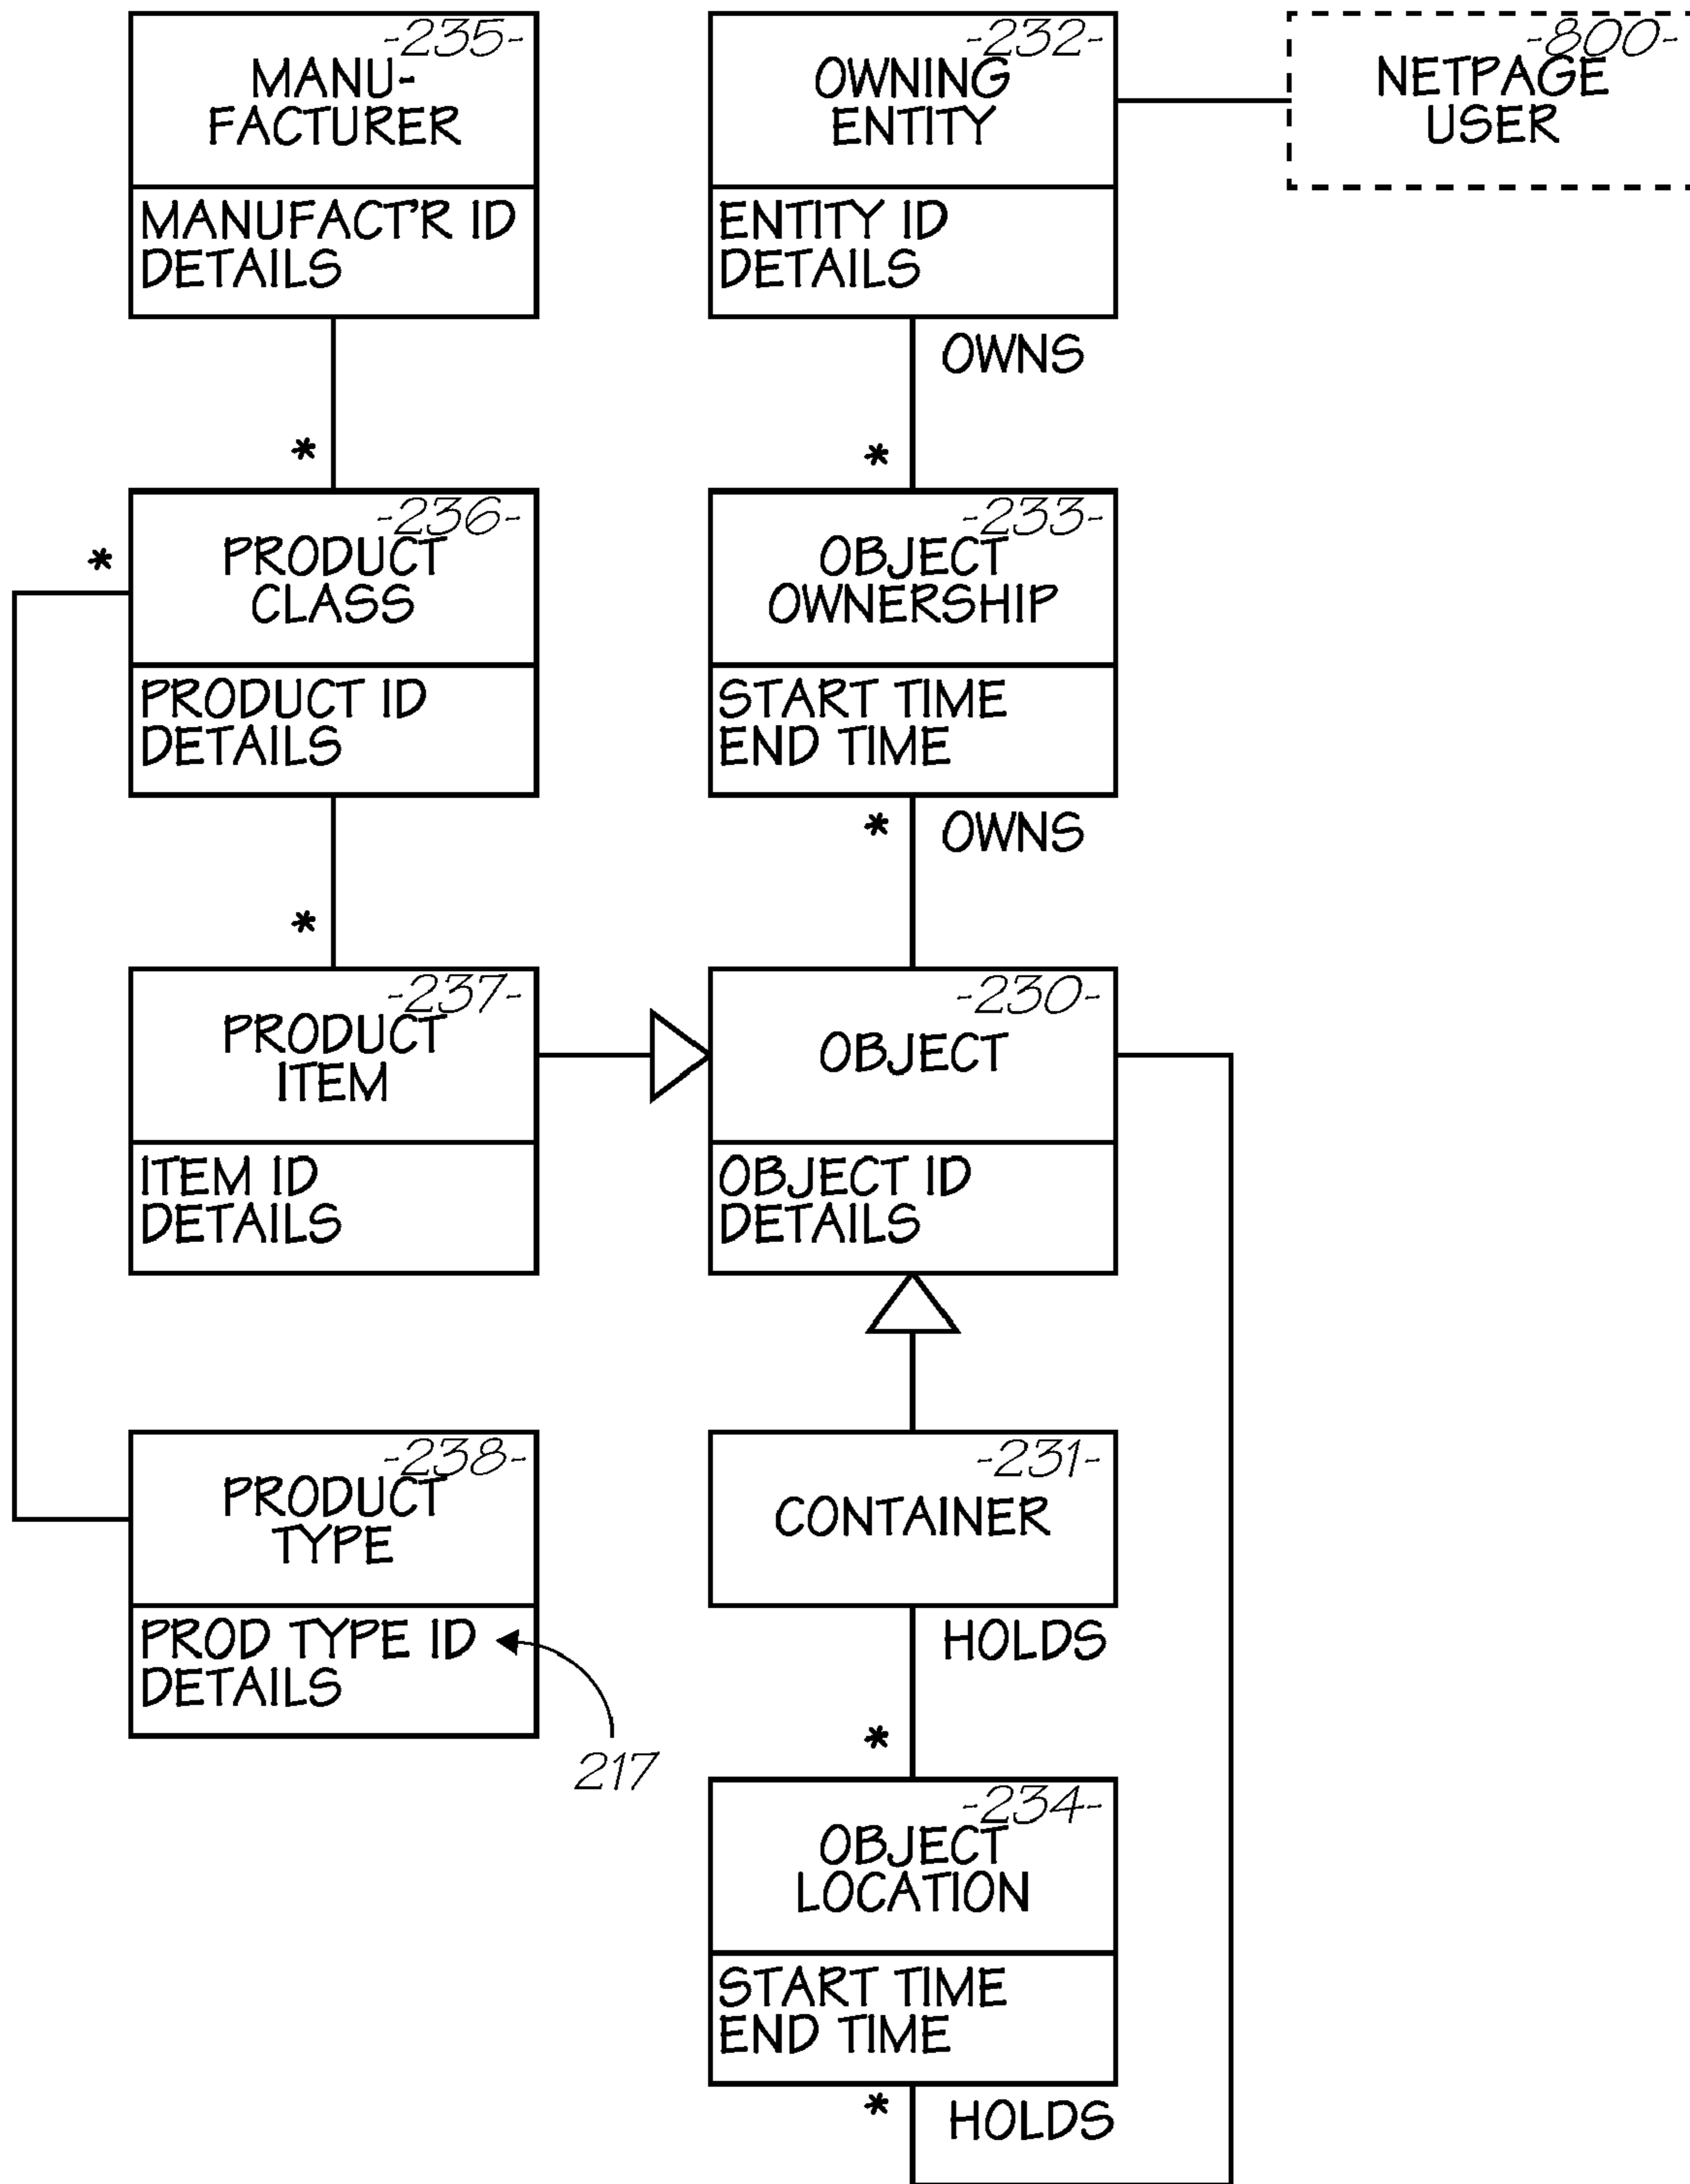 -235-
MANU-
FACTURER
MANUFACT'R ID
DETAILS
-232-
OWNING
ENTITY
ENTITY ID
DETAILS
-800-
NETPAGE
USER
OWNS
*
*
-236-
PRODUCT
CLASS
PRODUCT ID
DETAILS
*
-233-
OBJECT
OWNERSHIP
START TIME
END TIME
* OWNS
*
-237-
PRODUCT
ITEM
ITEM ID
DETAILS
-230-
OBJECT
OBJECT ID
DETAILS
-238-
PRODUCT
TYPE
PROD TYPE ID
DETAILS
217
-231-
CONTAINER
HOLDS
*
-234-
OBJECT
LOCATION
START TIME
END TIME
* HOLDS